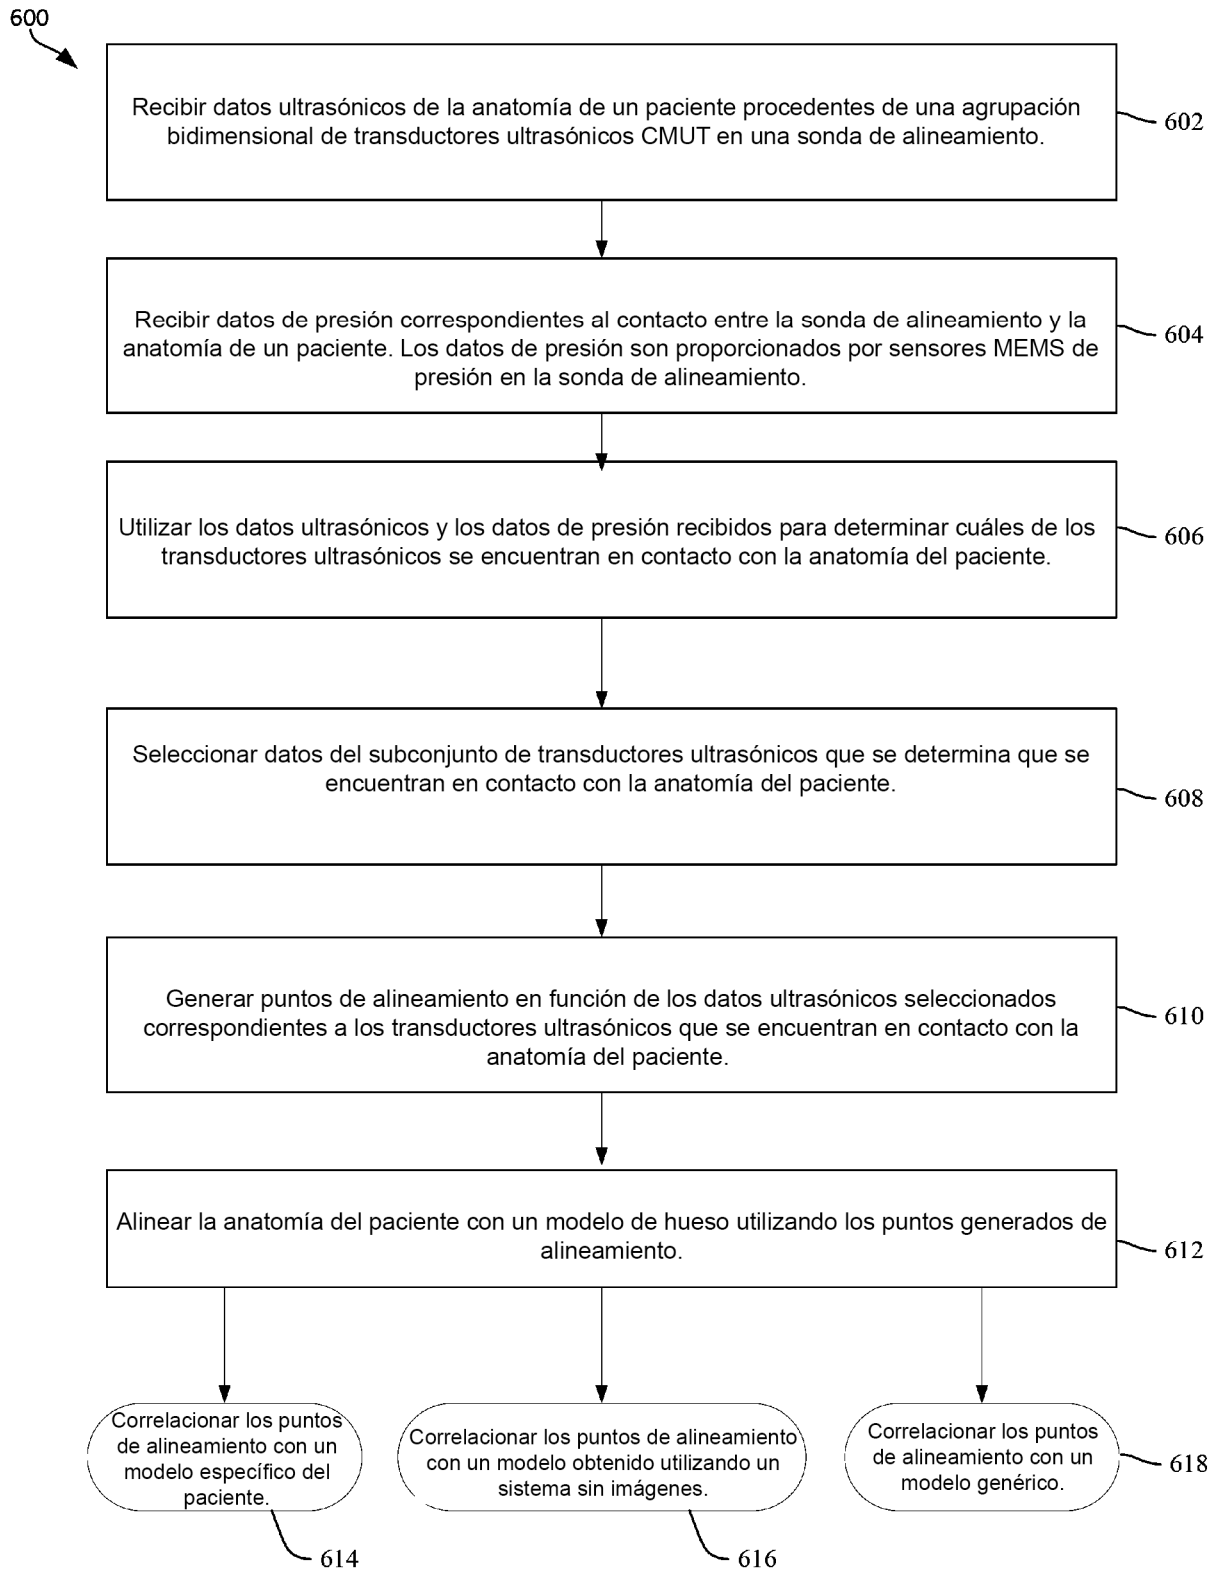 600
Recibir datos ultrasónicos de la anatomía de un paciente procedentes de una agrupación
bidimensional de transductores ultrasónicos CMUT en una sonda de alineamiento.
602
Recibir datos de presión correspondientes al contacto entre la sonda de alineamiento y la
anatomía de un paciente. Los datos de presión son proporcionados por sensores MEMS de
presión en la sonda de alineamiento.
604
Utilizar los datos ultrasónicos y los datos de presión recibidos para determinar cuáles de los
transductores ultrasónicos se encuentran en contacto con la anatomía del paciente.
606
Seleccionar datos del subconjunto de transductores ultrasónicos que se determina que se
encuentran en contacto con la anatomía del paciente.
608
Generar puntos de alineamiento en función de los datos ultrasónicos seleccionados
correspondientes a los transductores ultrasónicos que se encuentran en contacto con la
anatomía del paciente.
610
Alinear la anatomía del paciente con un modelo de hueso utilizando los puntos generados de
alineamiento.
612
Correlacionar los puntos
de alineamiento con un
modelo específico del
paciente.
614
Correlacionar los puntos de alineamiento
con un modelo obtenido utilizando un
sistema sin imágenes.
616
Correlacionar los puntos
de alineamiento con un
modelo genérico.
618